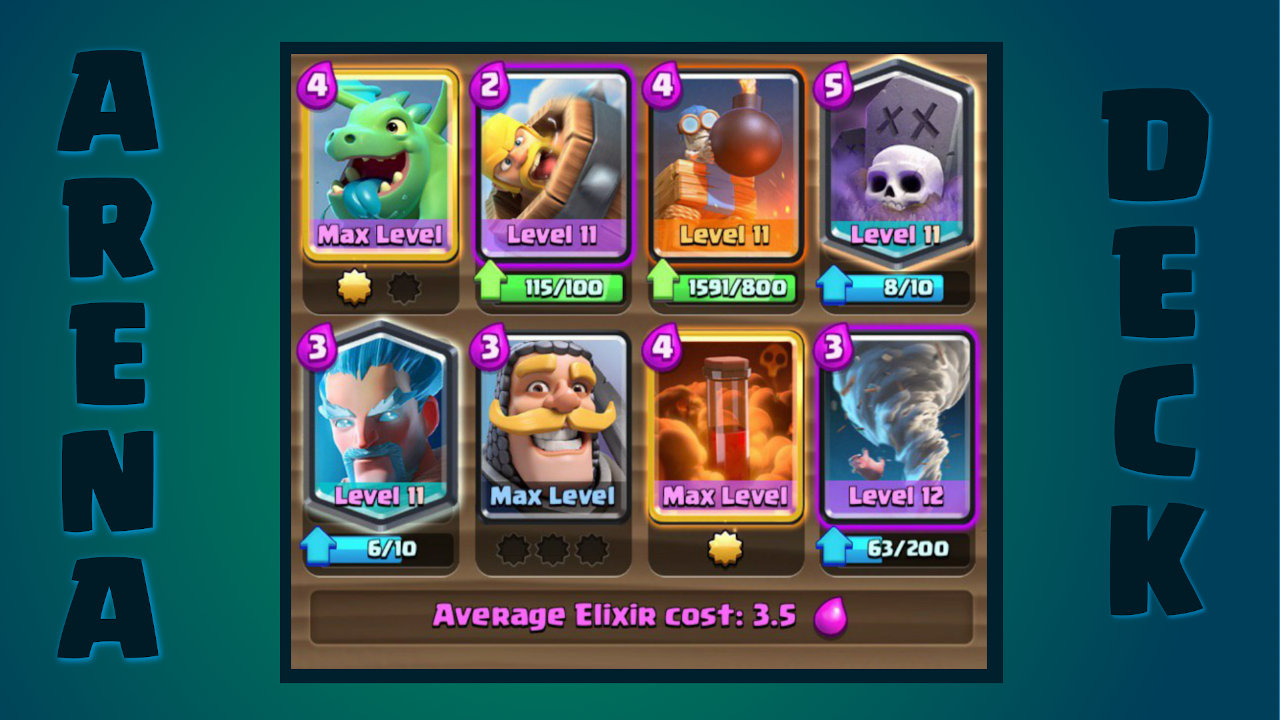 ARENA
4
2
4
5
Max Level
Level 11
Level 11
Level 11
115/100
1591/800
8/10
3
3
4
3
Level 11
Max Level
Max Level
Level 12
6/10
63/200
Average Elixir cost: 3.5
DECK